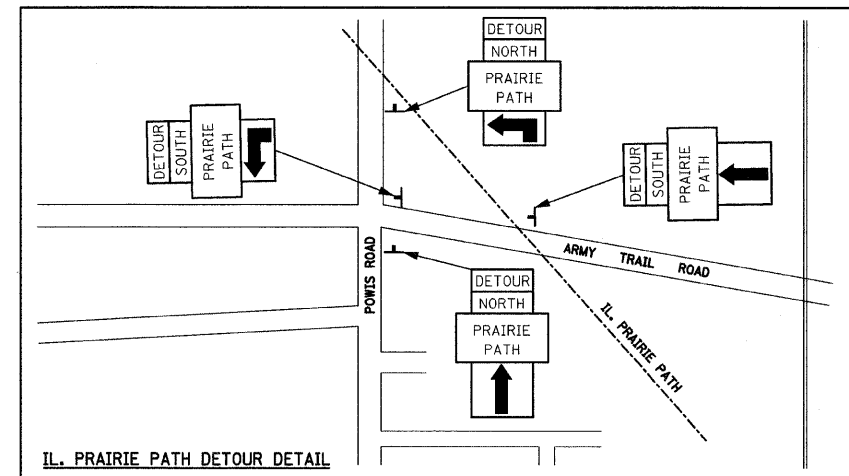 DETOUR
NORTH
PRAIRIE
PATH
DETOUR
SOUTH
PRAIRIE
PATH
DETOUR
SOUTH
PRAIRIE
PATH
ARMY TRAIL ROAD
POWIS ROAD
DETOUR
NORTH
PRAIRIE
PATH
IL. PRAIRIE PATH
IL. PRAIRIE PATH DETOUR DETAIL